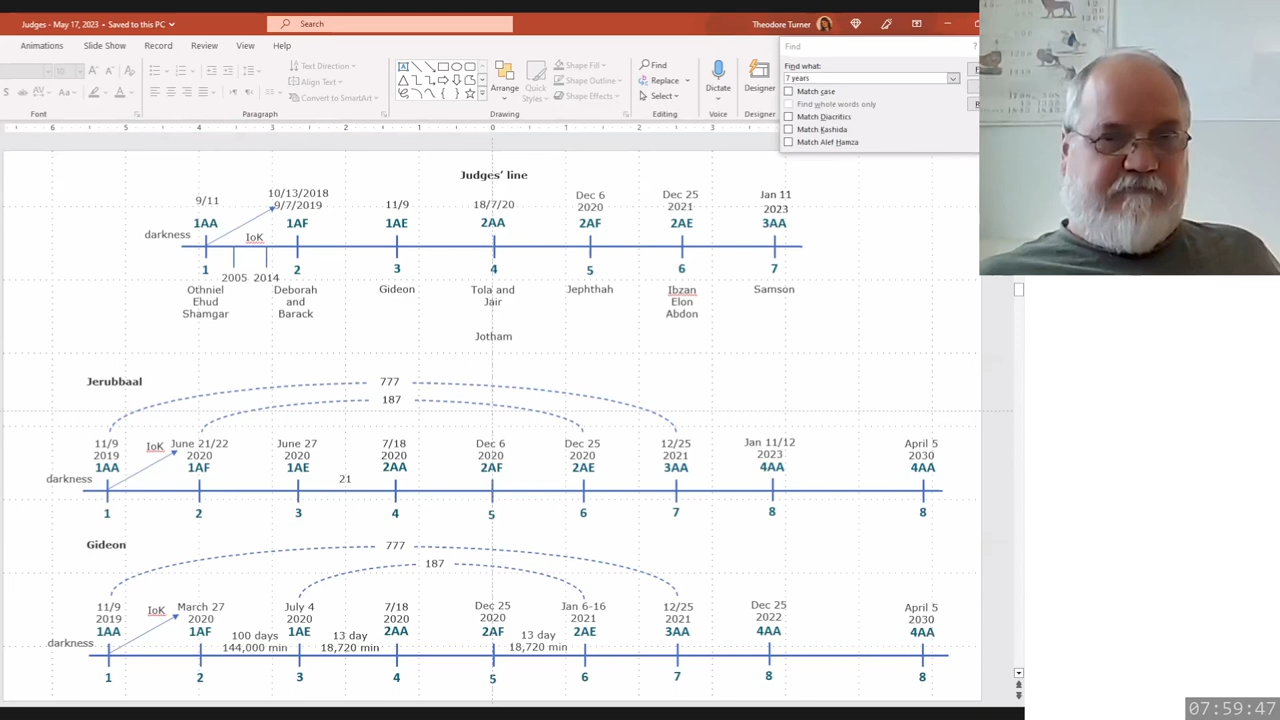 Judges - May 17, 2023 • Saved to this PC
Search
Theodore Turner
Animations Slide Show Record Review View Help
Text Direction
Align Text
Convert to SmartArt
Arrange
Quick Styles
Shape Fill
Shape Outline
Shape Effects
Find
Replace
Select
Dictate
Designer
Font Paragraph Drawing Editing Voice Designer
Find
?
Find what:
7 years
Match case
Find whole words only
Match Diacritics
Match Kashida
Match Alef Hamza
6 5 4 3 2 1 0 1 2 3
Judges’ line
9/11 10/13/2018 9/7/2019 11/9 18/7/20 Dec 6 2020 Dec 25 2021 Jan 11 2023
1AA 1AF 1AE 2AA 2AF 2AE 3AA
darkness IoK
1 2005 2014 2 3 4 5 6 7
Othniel Ehud Shamgar
Deborah and Barack
Gideon
Tola and Jair
Jephthah
Ibzan Elon Abdon
Samson
Jotham
Jerubbaal
777
187
11/9 2019 IoK June 21/22 2020 June 27 2020 7/18 2020 Dec 6 2020 Dec 25 2020 12/25 2021 Jan 11/12 2023 April 5 2030
1AA 1AF 1AE 2AA 2AF 2AE 3AA 4AA 4AA
darkness 21
1 2 3 4 5 6 7 8 8
Gideon
777
187
11/9 2019 IoK March 27 2020 July 4 2020 7/18 2020 Dec 25 2020 Jan 6-16 2021 12/25 2021 Dec 25 2022 April 5 2030
1AA 1AF 1AE 2AA 2AF 2AE 3AA 4AA 4AA
darkness 100 days 144,000 min 13 day 18,720 min 13 day 18,720 min
1 2 3 4 5 6 7 8 8
07:59:47